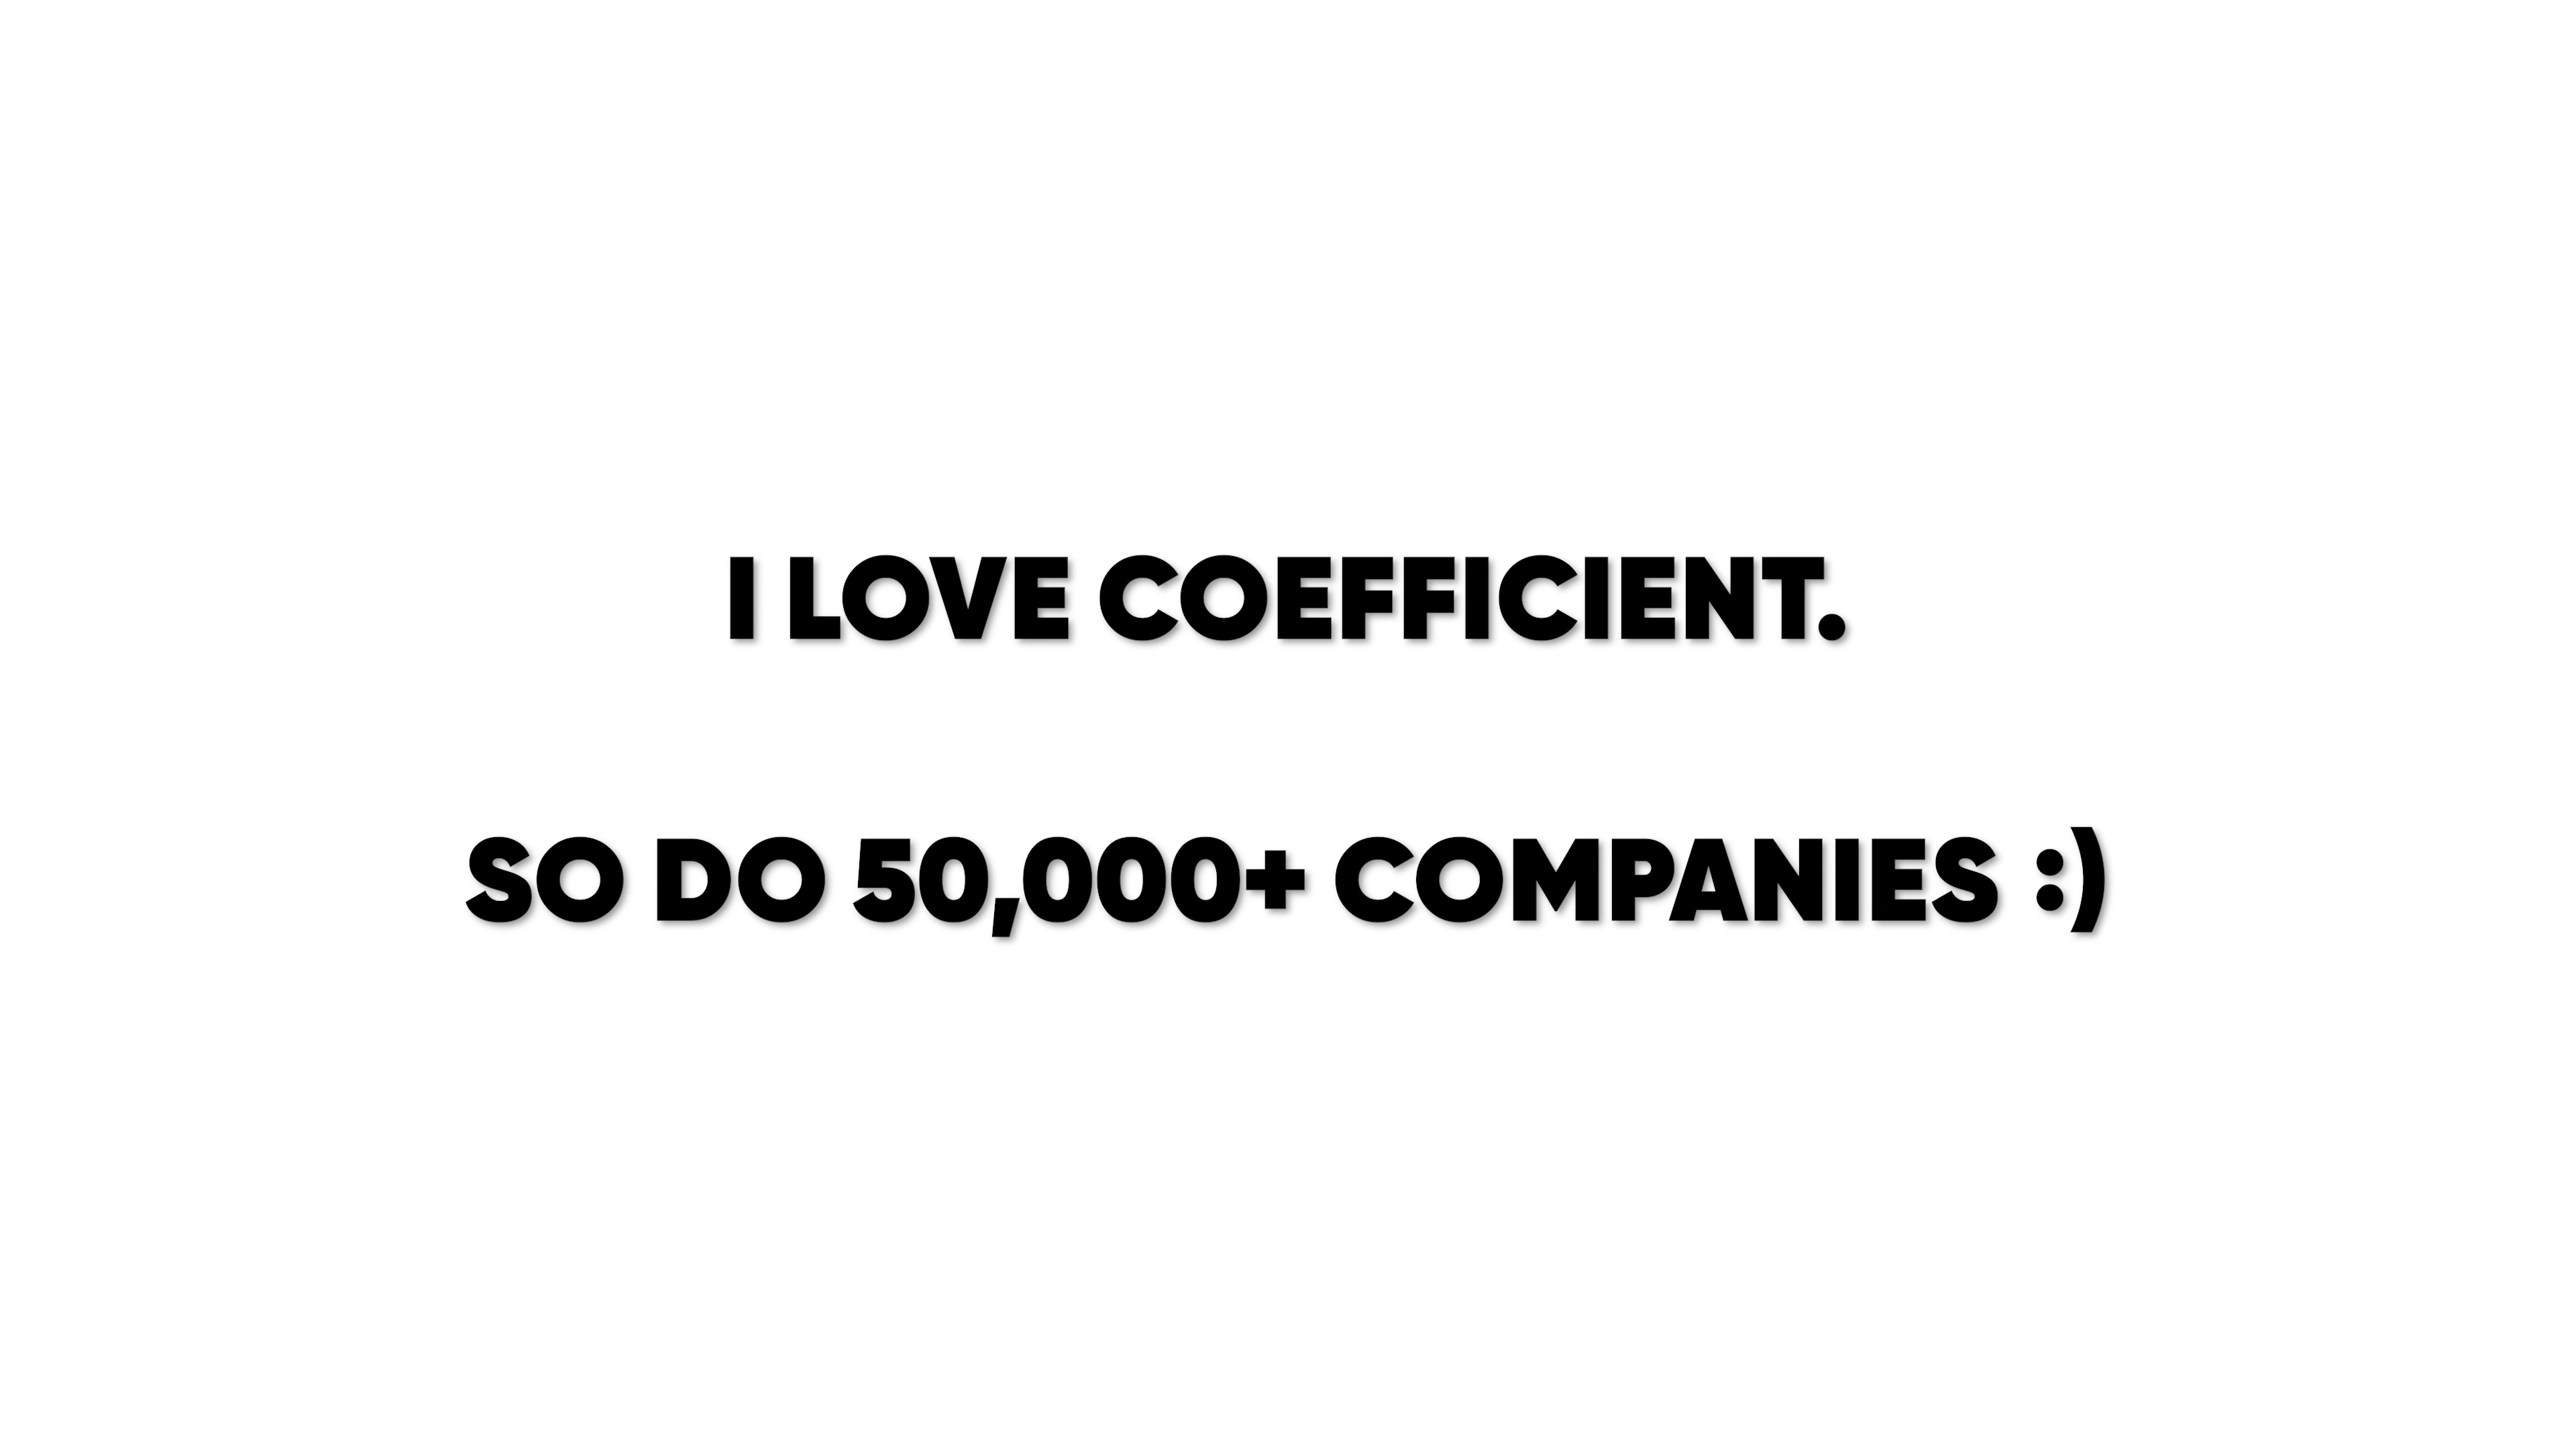 I LOVE COEFFICIENT.
SO DO 50,000+ COMPANIES :)